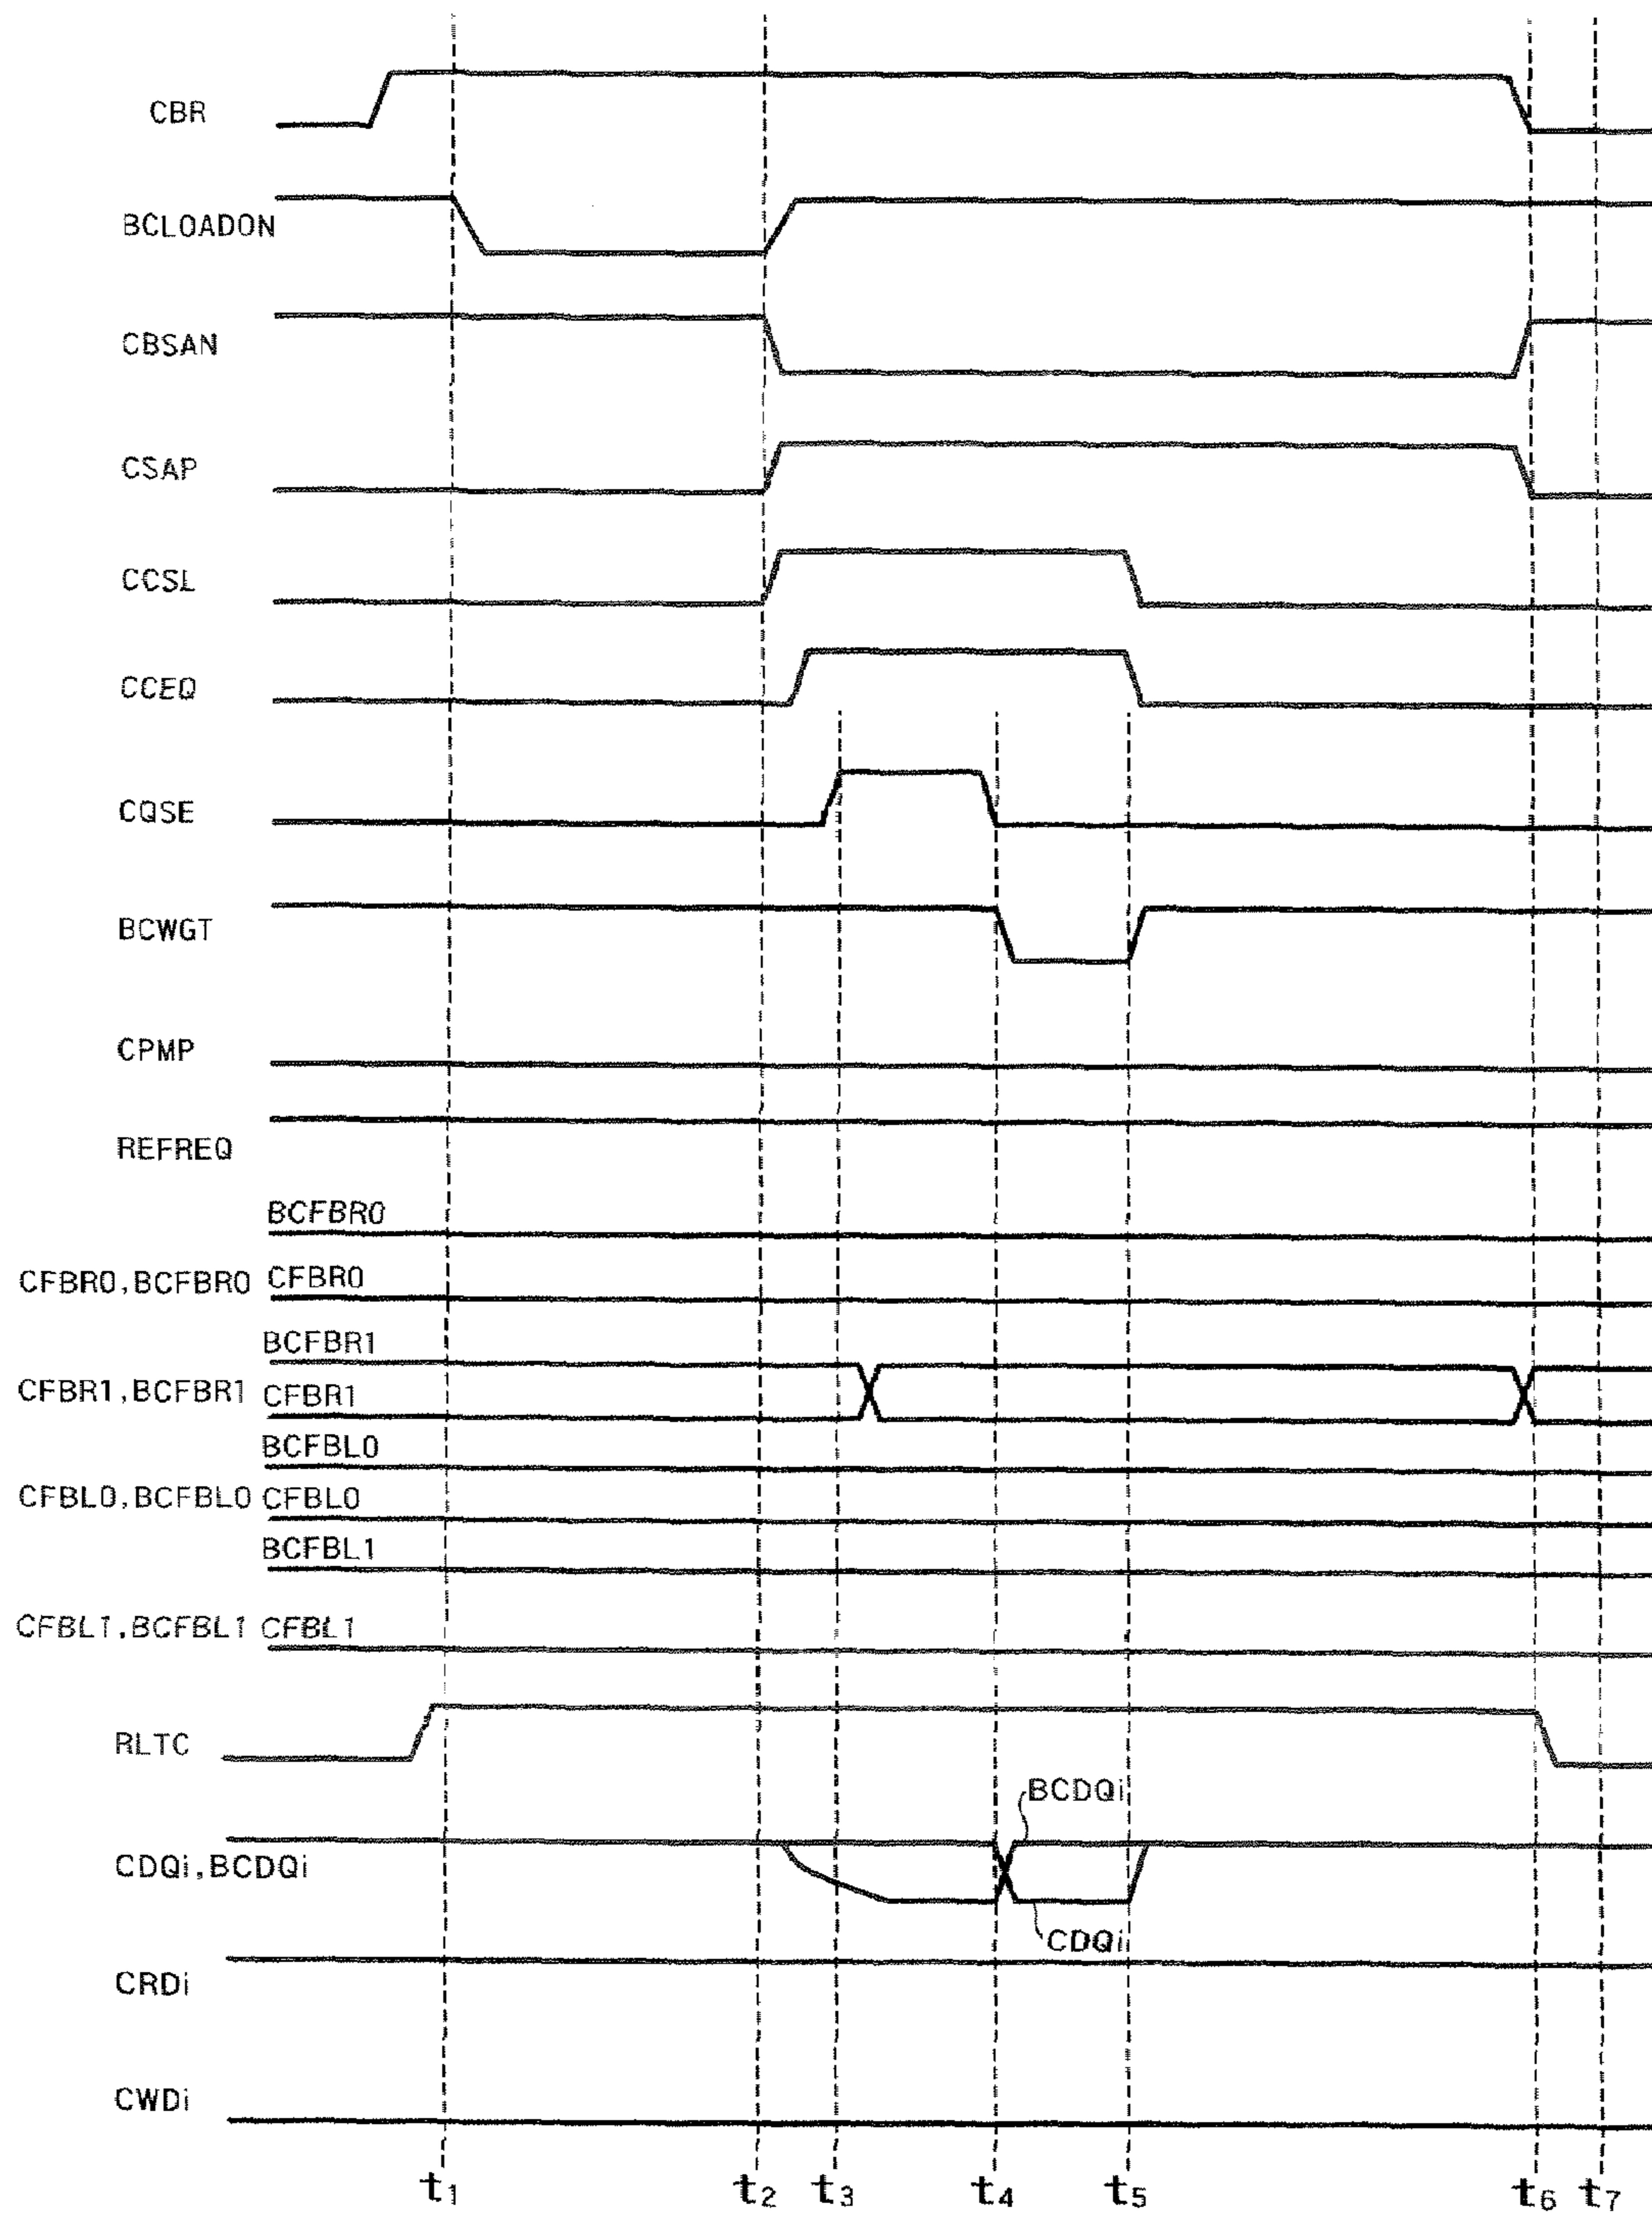 CBR
BCLOADON
CBSAN
CSAP
CCSL
CCEQ
CQSE
BCWGT
CPMP
REFREQ
BCFBR0
CFBR0,BCFBR0 CFBR0
BCFBR1
CFBR1,BCFBR1 CFBR1
BCFBL0
CFBL0,BCFBL0 CFBL0
BCFBL1
CFBL1,BCFBL1 CFBL1
RLTC
BCDQi
CDQi,BCDQi
CDQi
CRDi
CWDi
t1 t2 t3 t4 t5 t6 t7